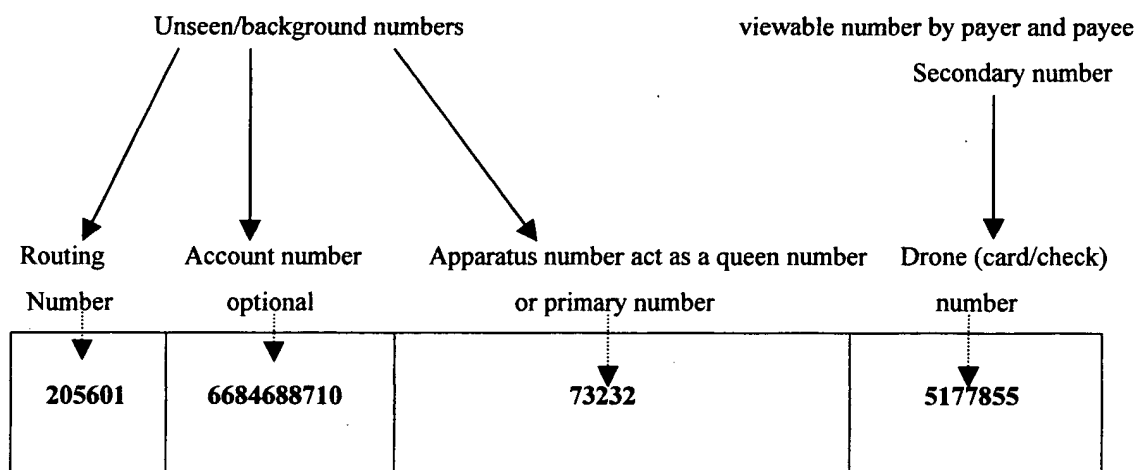 Unseen/background numbers viewable number by payer and payee
Secondary number
Routing Account number Apparatus number act as a queen number Drone (card/check)
Number optional or primary number number
205601 6684688710 73232 5177855